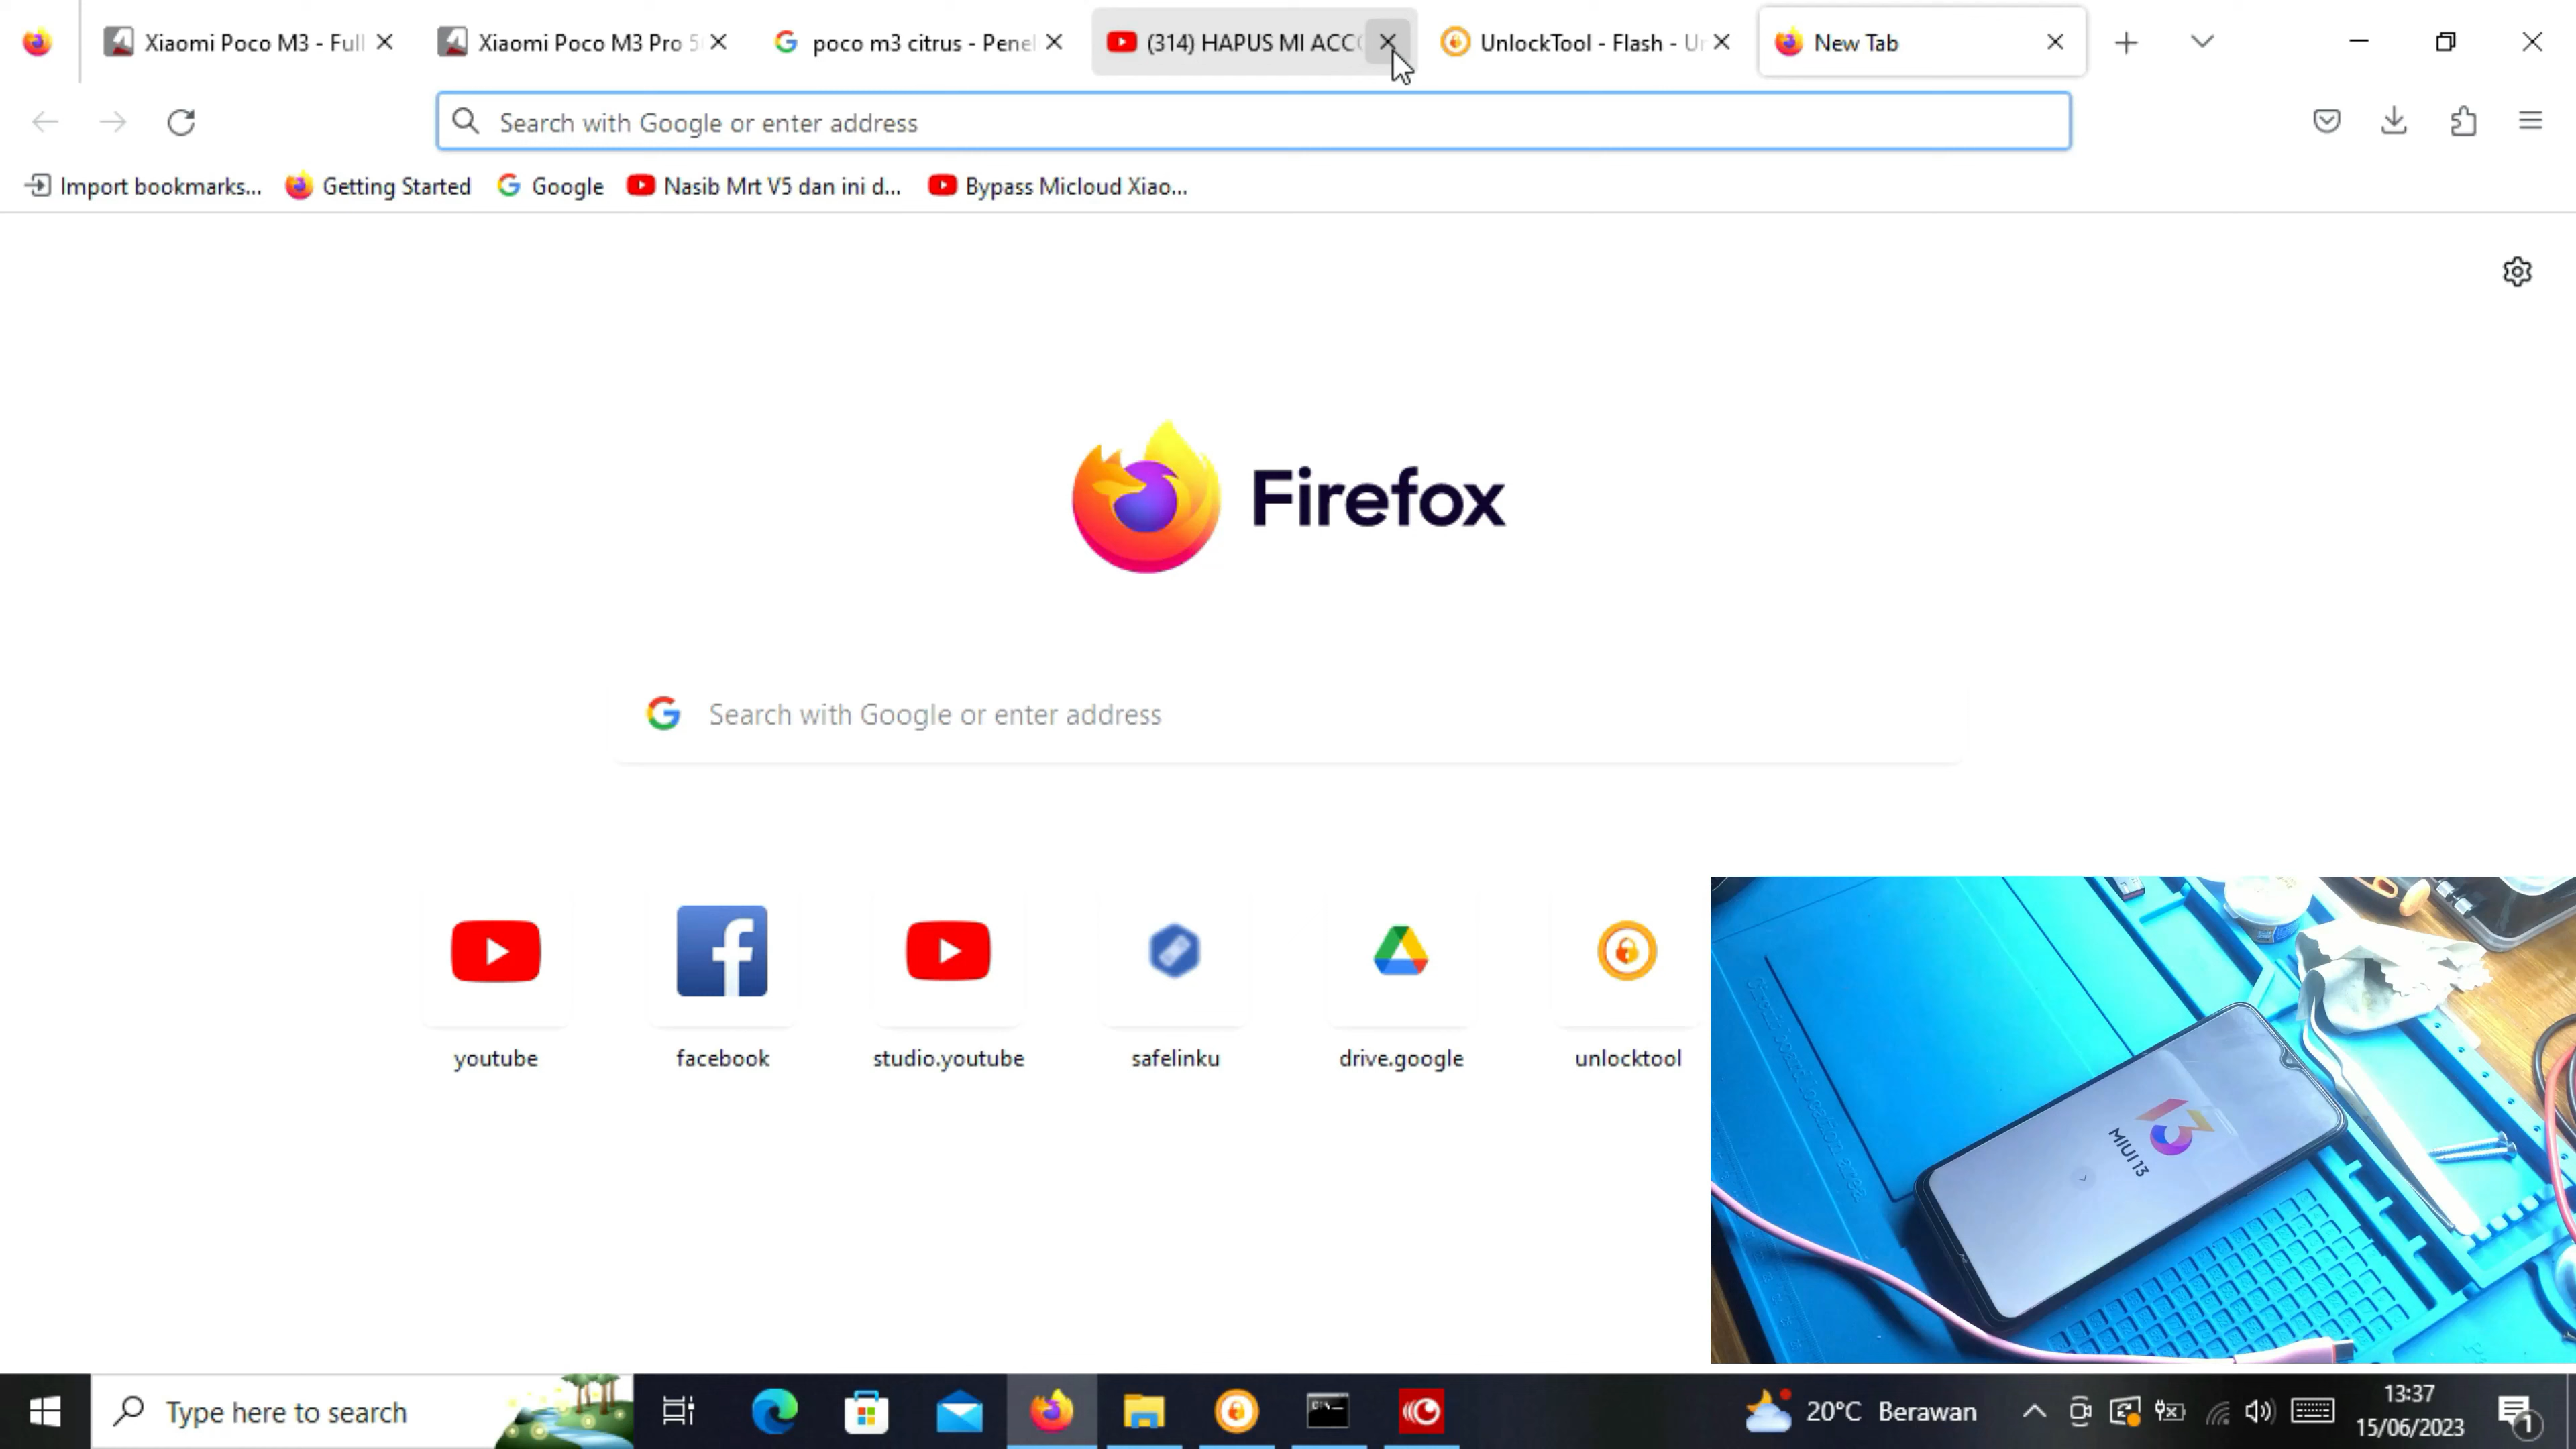 Xiaomi Poco M3 - Full
Xiaomi Poco M3 Pro 5
poco m3 citrus - Penel
(314) HAPUS MI ACC
UnlockTool - Flash - Ur
New Tab
Search with Google or enter address
Import bookmarks...
Getting Started
Google
Nasib Mrt V5 dan ini d...
Bypass Micloud Xiao...
Firefox
Search with Google or enter address
youtube
facebook
studio.youtube
safelinku
drive.google
unlocktool
MIUI 13
Type here to search
20°C Berawan
13:37
15/06/2023
1